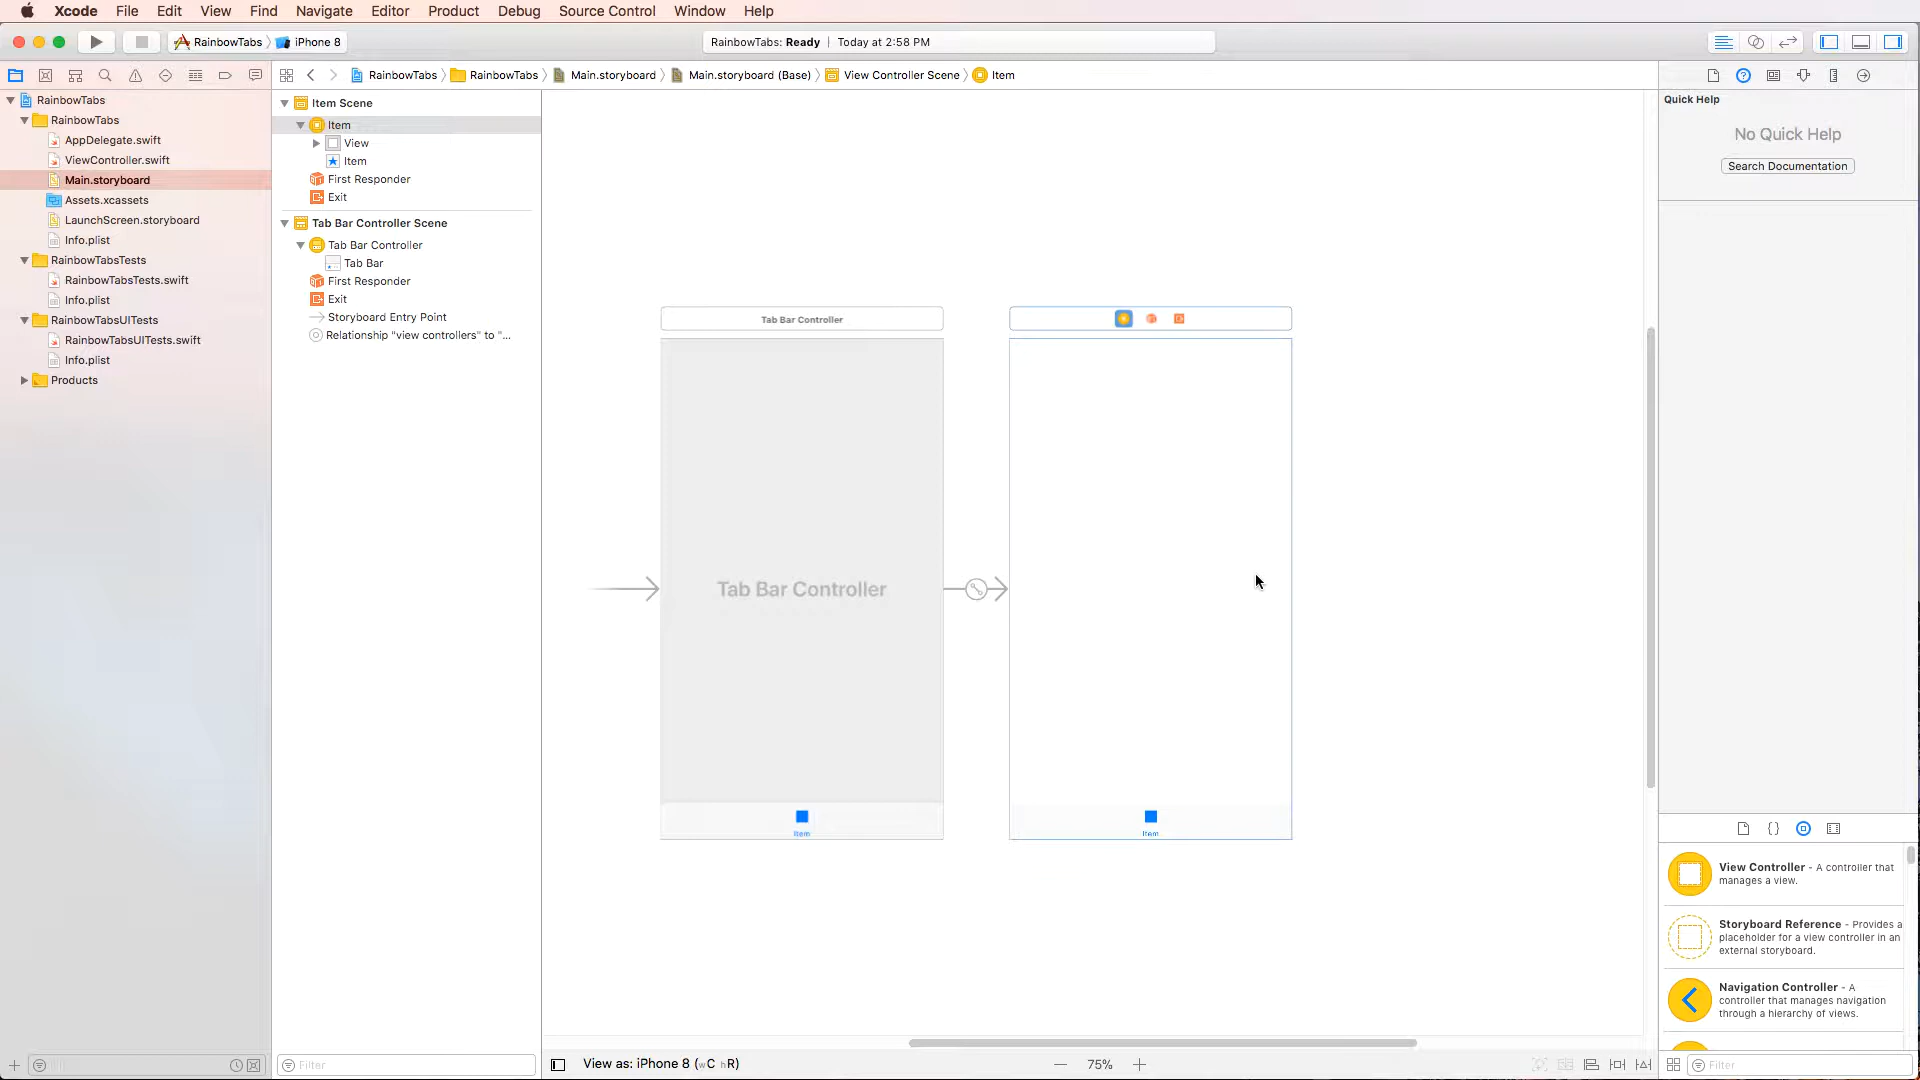 Xcode File Edit View Find Navigate Editor Product Debug Source Control Window Help
RainbowTabs iPhone 8
RainbowTabs: Ready | Today at 2:58 PM
RainbowTabs RainbowTabs Main.storyboard Main.storyboard (Base) View Controller Scene Item
RainbowTabs
RainbowTabs
AppDelegate.swift
ViewController.swift
Main.storyboard
Assets.xcassets
LaunchScreen.storyboard
Info.plist
RainbowTabsTests
RainbowTabsTests.swift
Info.plist
RainbowTabsUITests
RainbowTabsUITests.swift
Info.plist
Products
Item Scene
Item
View
Item
First Responder
Exit
Tab Bar Controller Scene
Tab Bar Controller
Tab Bar
First Responder
Exit
Storyboard Entry Point
Relationship "view controllers" to "...
Filter
Tab Bar Controller
Tab Bar Controller
Item
Item
View as: iPhone 8 (wC hR)
75%
Quick Help
No Quick Help
Search Documentation
View Controller - A controller that
manages a view.
Storyboard Reference - Provides a
placeholder for a view controller in an
external storyboard.
Navigation Controller - A
controller that manages navigation
through a hierarchy of views.
Filter